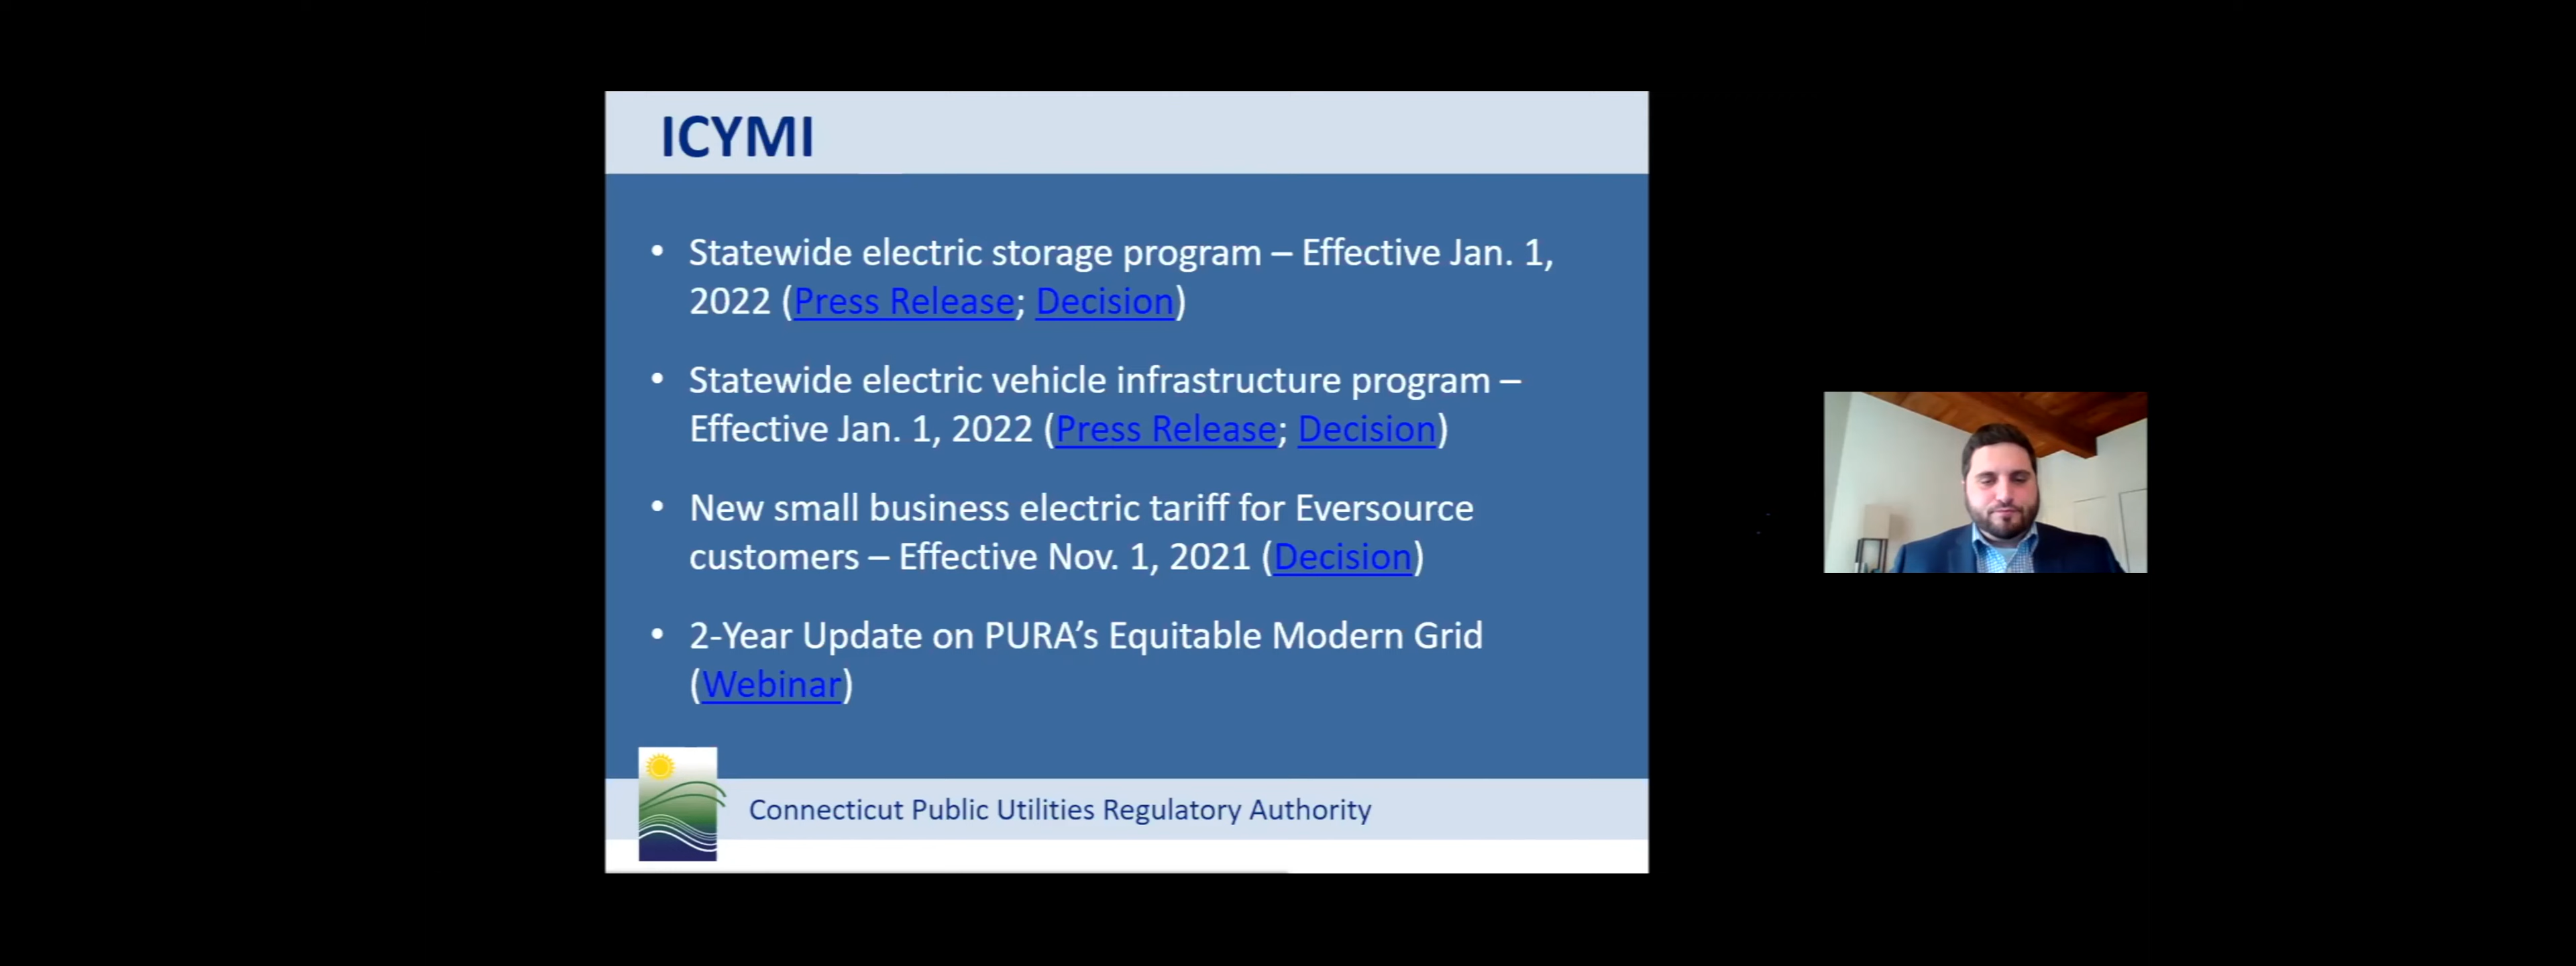 ICYMI
• Statewide electric storage program – Effective Jan. 1,
2022 (Press Release; Decision)
• Statewide electric vehicle infrastructure program –
Effective Jan. 1, 2022 (Press Release; Decision)
• New small business electric tariff for Eversource
customers – Effective Nov. 1, 2021 (Decision)
• 2-Year Update on PURA’s Equitable Modern Grid
(Webinar)
Connecticut Public Utilities Regulatory Authority